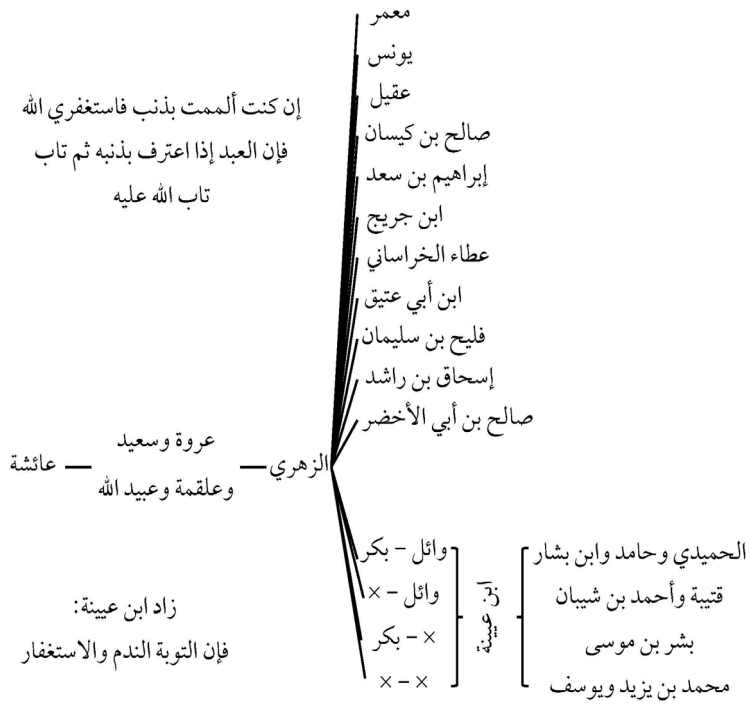 معمر
يونس
عقيل
صالح بن كيسان
إبراهيم بن سعد
ابن جريج
عطاء الخراساني
ابن أبي عتيق
فليح بن سليمان
إسحاق بن راشد
صالح بن أبي الأخضر
إن كنت ألممت بذنب فاستغفري الله
فإن العبد إذا اعترف بذنبه ثم تاب
تاب الله عليه
الزهري
عروة وسعيد
وعلقمة وعبيد الله
عائشة
الحميدي وحامد وابن بشار
قتيبة وأحمد بن شيبان
بشر بن موسى
محمد بن يزيد ويوسف
ابن عيينة
وائل – بكر
وائل – ×
× – بكر
× – ×
زاد ابن عيينة:
فإن التوبة الندم والاستغفار